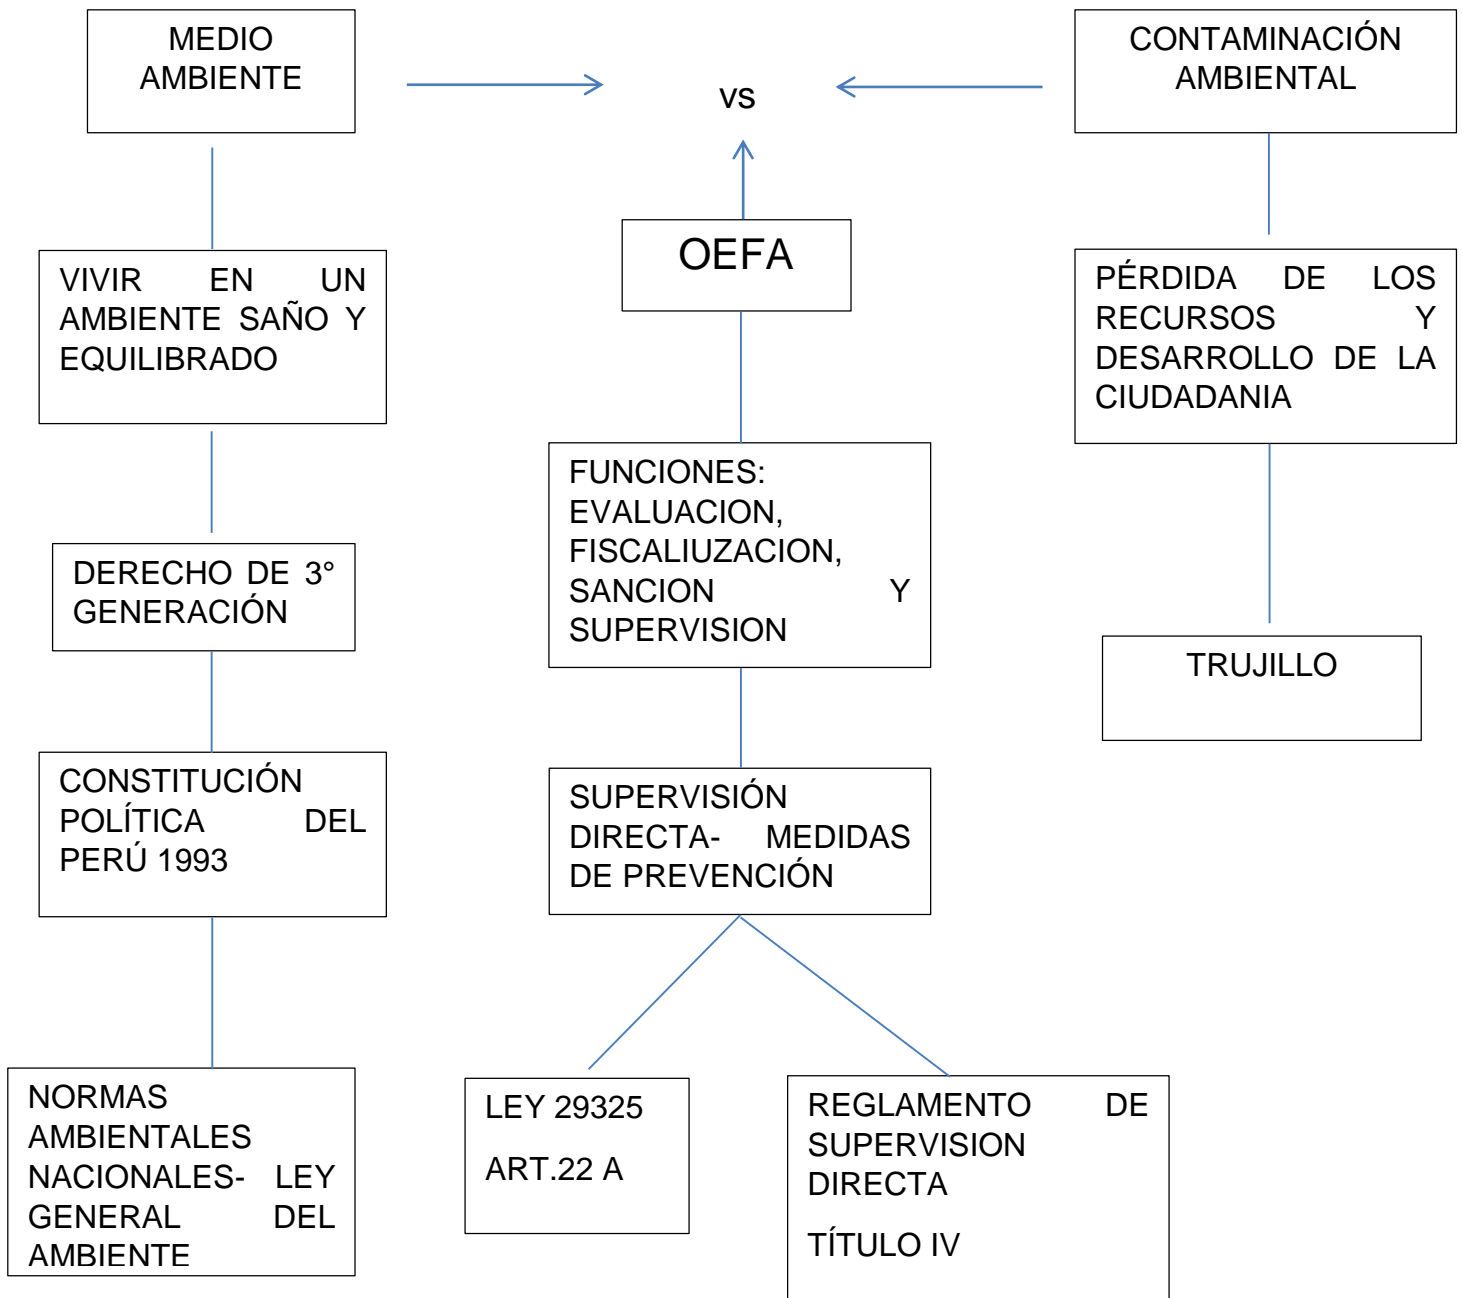 MEDIO
AMBIENTE
vs
CONTAMINACIÓN
AMBIENTAL
VIVIR EN UN
AMBIENTE SAÑO Y
EQUILIBRADO
DERECHO DE 3°
GENERACIÓN
CONSTITUCIÓN
POLÍTICA DEL
PERÚ 1993
NORMAS
AMBIENTALES
NACIONALES- LEY
GENERAL DEL
AMBIENTE
OEFA
FUNCIONES:
EVALUACION,
FISCALIUZACION,
SANCION Y
SUPERVISION
SUPERVISIÓN
DIRECTA- MEDIDAS
DE PREVENCIÓN
LEY 29325
ART.22 A
REGLAMENTO DE
SUPERVISION
DIRECTA
TÍTULO IV
PÉRDIDA DE LOS
RECURSOS Y
DESARROLLO DE LA
CIUDADANIA
TRUJILLO